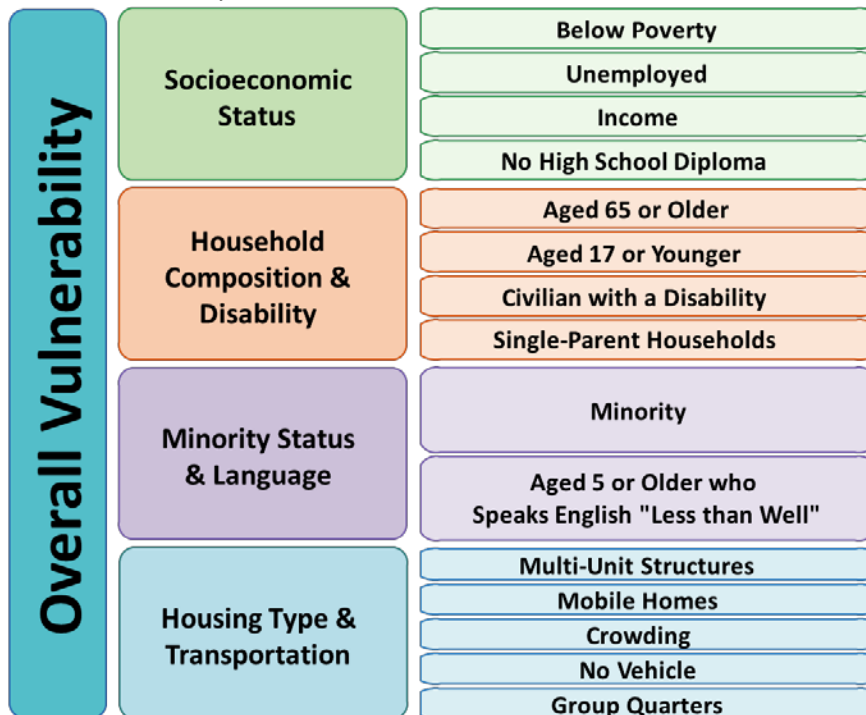 Overall Vulnerability
Socioeconomic
Status
Below Poverty
Unemployed
Income
No High School Diploma
Household
Composition &
Disability
Aged 65 or Older
Aged 17 or Younger
Civilian with a Disability
Single-Parent Households
Minority Status
& Language
Minority
Aged 5 or Older who
Speaks English "Less than Well"
Housing Type &
Transportation
Multi-Unit Structures
Mobile Homes
Crowding
No Vehicle
Group Quarters